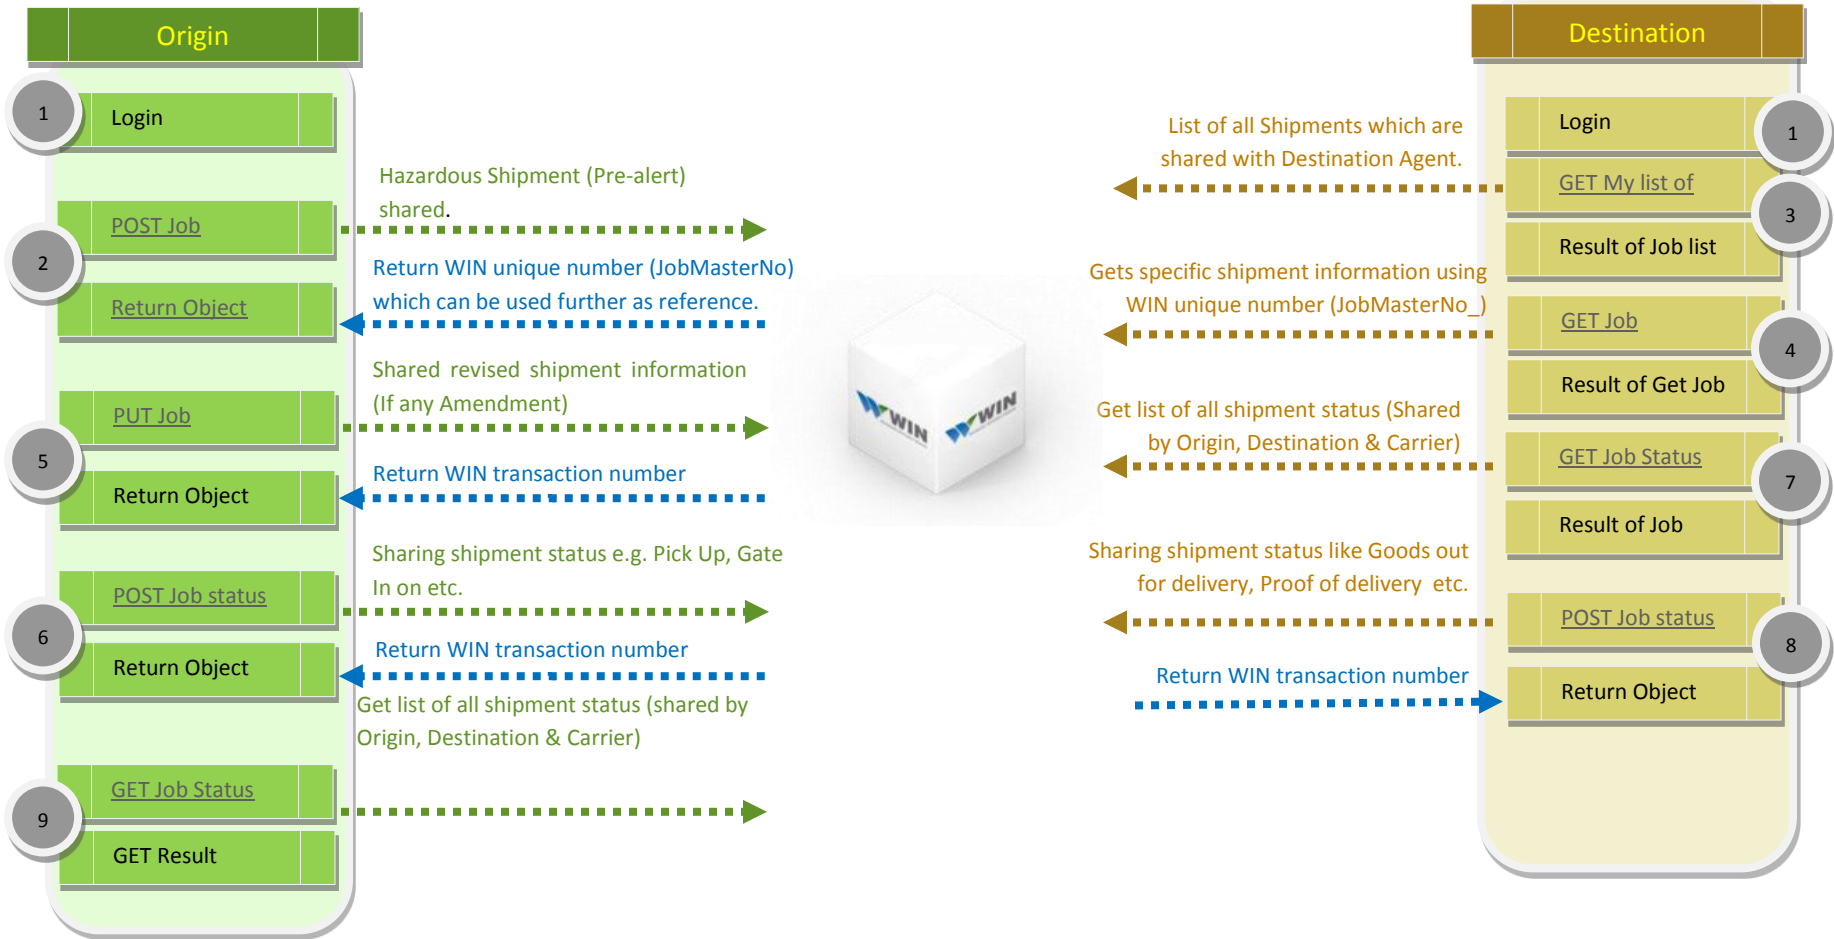 Origin
1
Login
Hazardous Shipment (Pre-alert)
shared.
POST Job
2
Return WIN unique number (JobMasterNo)
which can be used further as reference.
Return Object
Shared revised shipment information
(If any Amendment)
PUT Job
5
Return WIN transaction number
Return Object
Sharing shipment status e.g. Pick Up, Gate
In on etc.
POST Job status
6
Return WIN transaction number
Return Object
Get list of all shipment status (shared by
Origin, Destination & Carrier)
GET Job Status
9
GET Result
WIN
WIN
Destination
Login
1
List of all Shipments which are
shared with Destination Agent.
GET My list of
3
Result of Job list
Gets specific shipment information using
WIN unique number (JobMasterNo_)
GET Job
4
Result of Get Job
Get list of all shipment status (Shared
by Origin, Destination & Carrier)
GET Job Status
7
Result of Job
Sharing shipment status like Goods out
for delivery, Proof of delivery etc.
POST Job status
8
Return WIN transaction number
Return Object